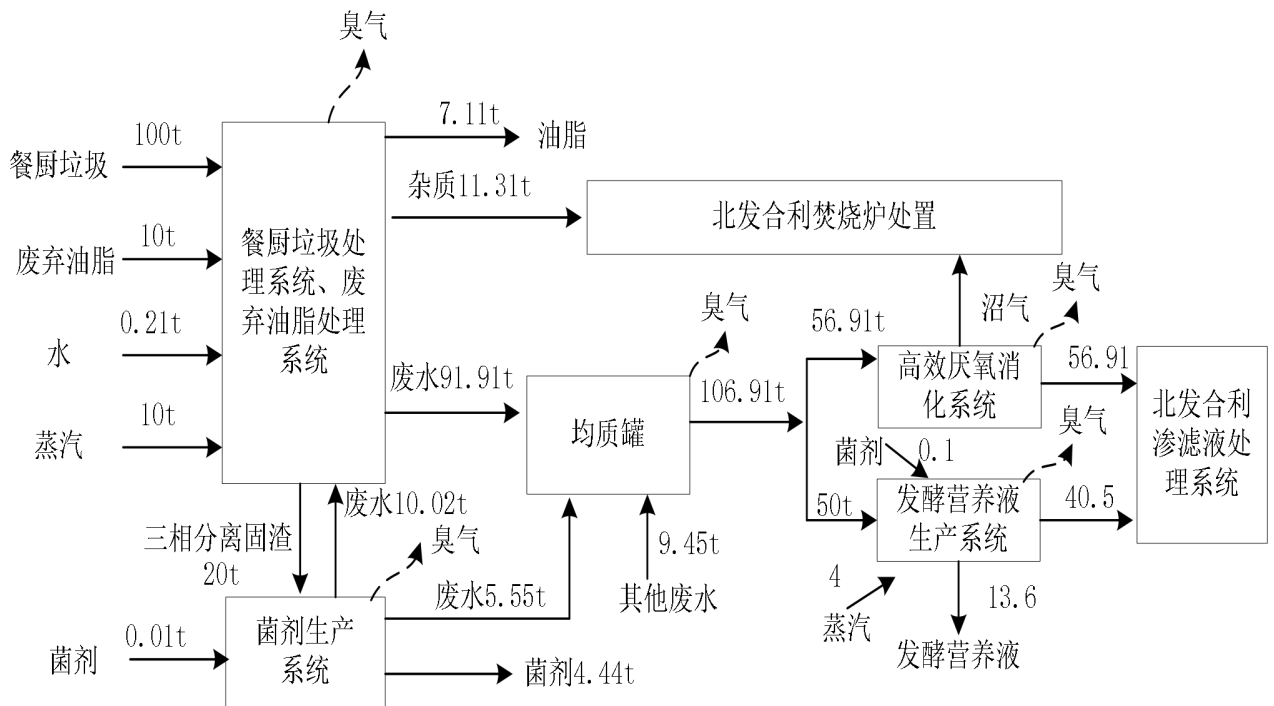 臭气
100t
餐厨垃圾
7.11t
油脂
杂质11.31t
北发合利焚烧炉处置
10t
废弃油脂
餐厨垃圾处
理系统、废
弃油脂处理
系统
0.21t
水
10t
蒸汽
废水91.91t
均质罐
臭气
106.91t
56.91t
沼气
臭气
高效厌氧消
化系统
56.91
北发合利
渗滤液处
理系统
菌剂
0.1
臭气
50t
发酵营养液
生产系统
40.5
4
蒸汽
13.6
发酵营养液
三相分离固渣
20t
废水10.02t
臭气
废水5.55t
9.45t
其他废水
0.01t
菌剂
菌剂生产
系统
菌剂4.44t